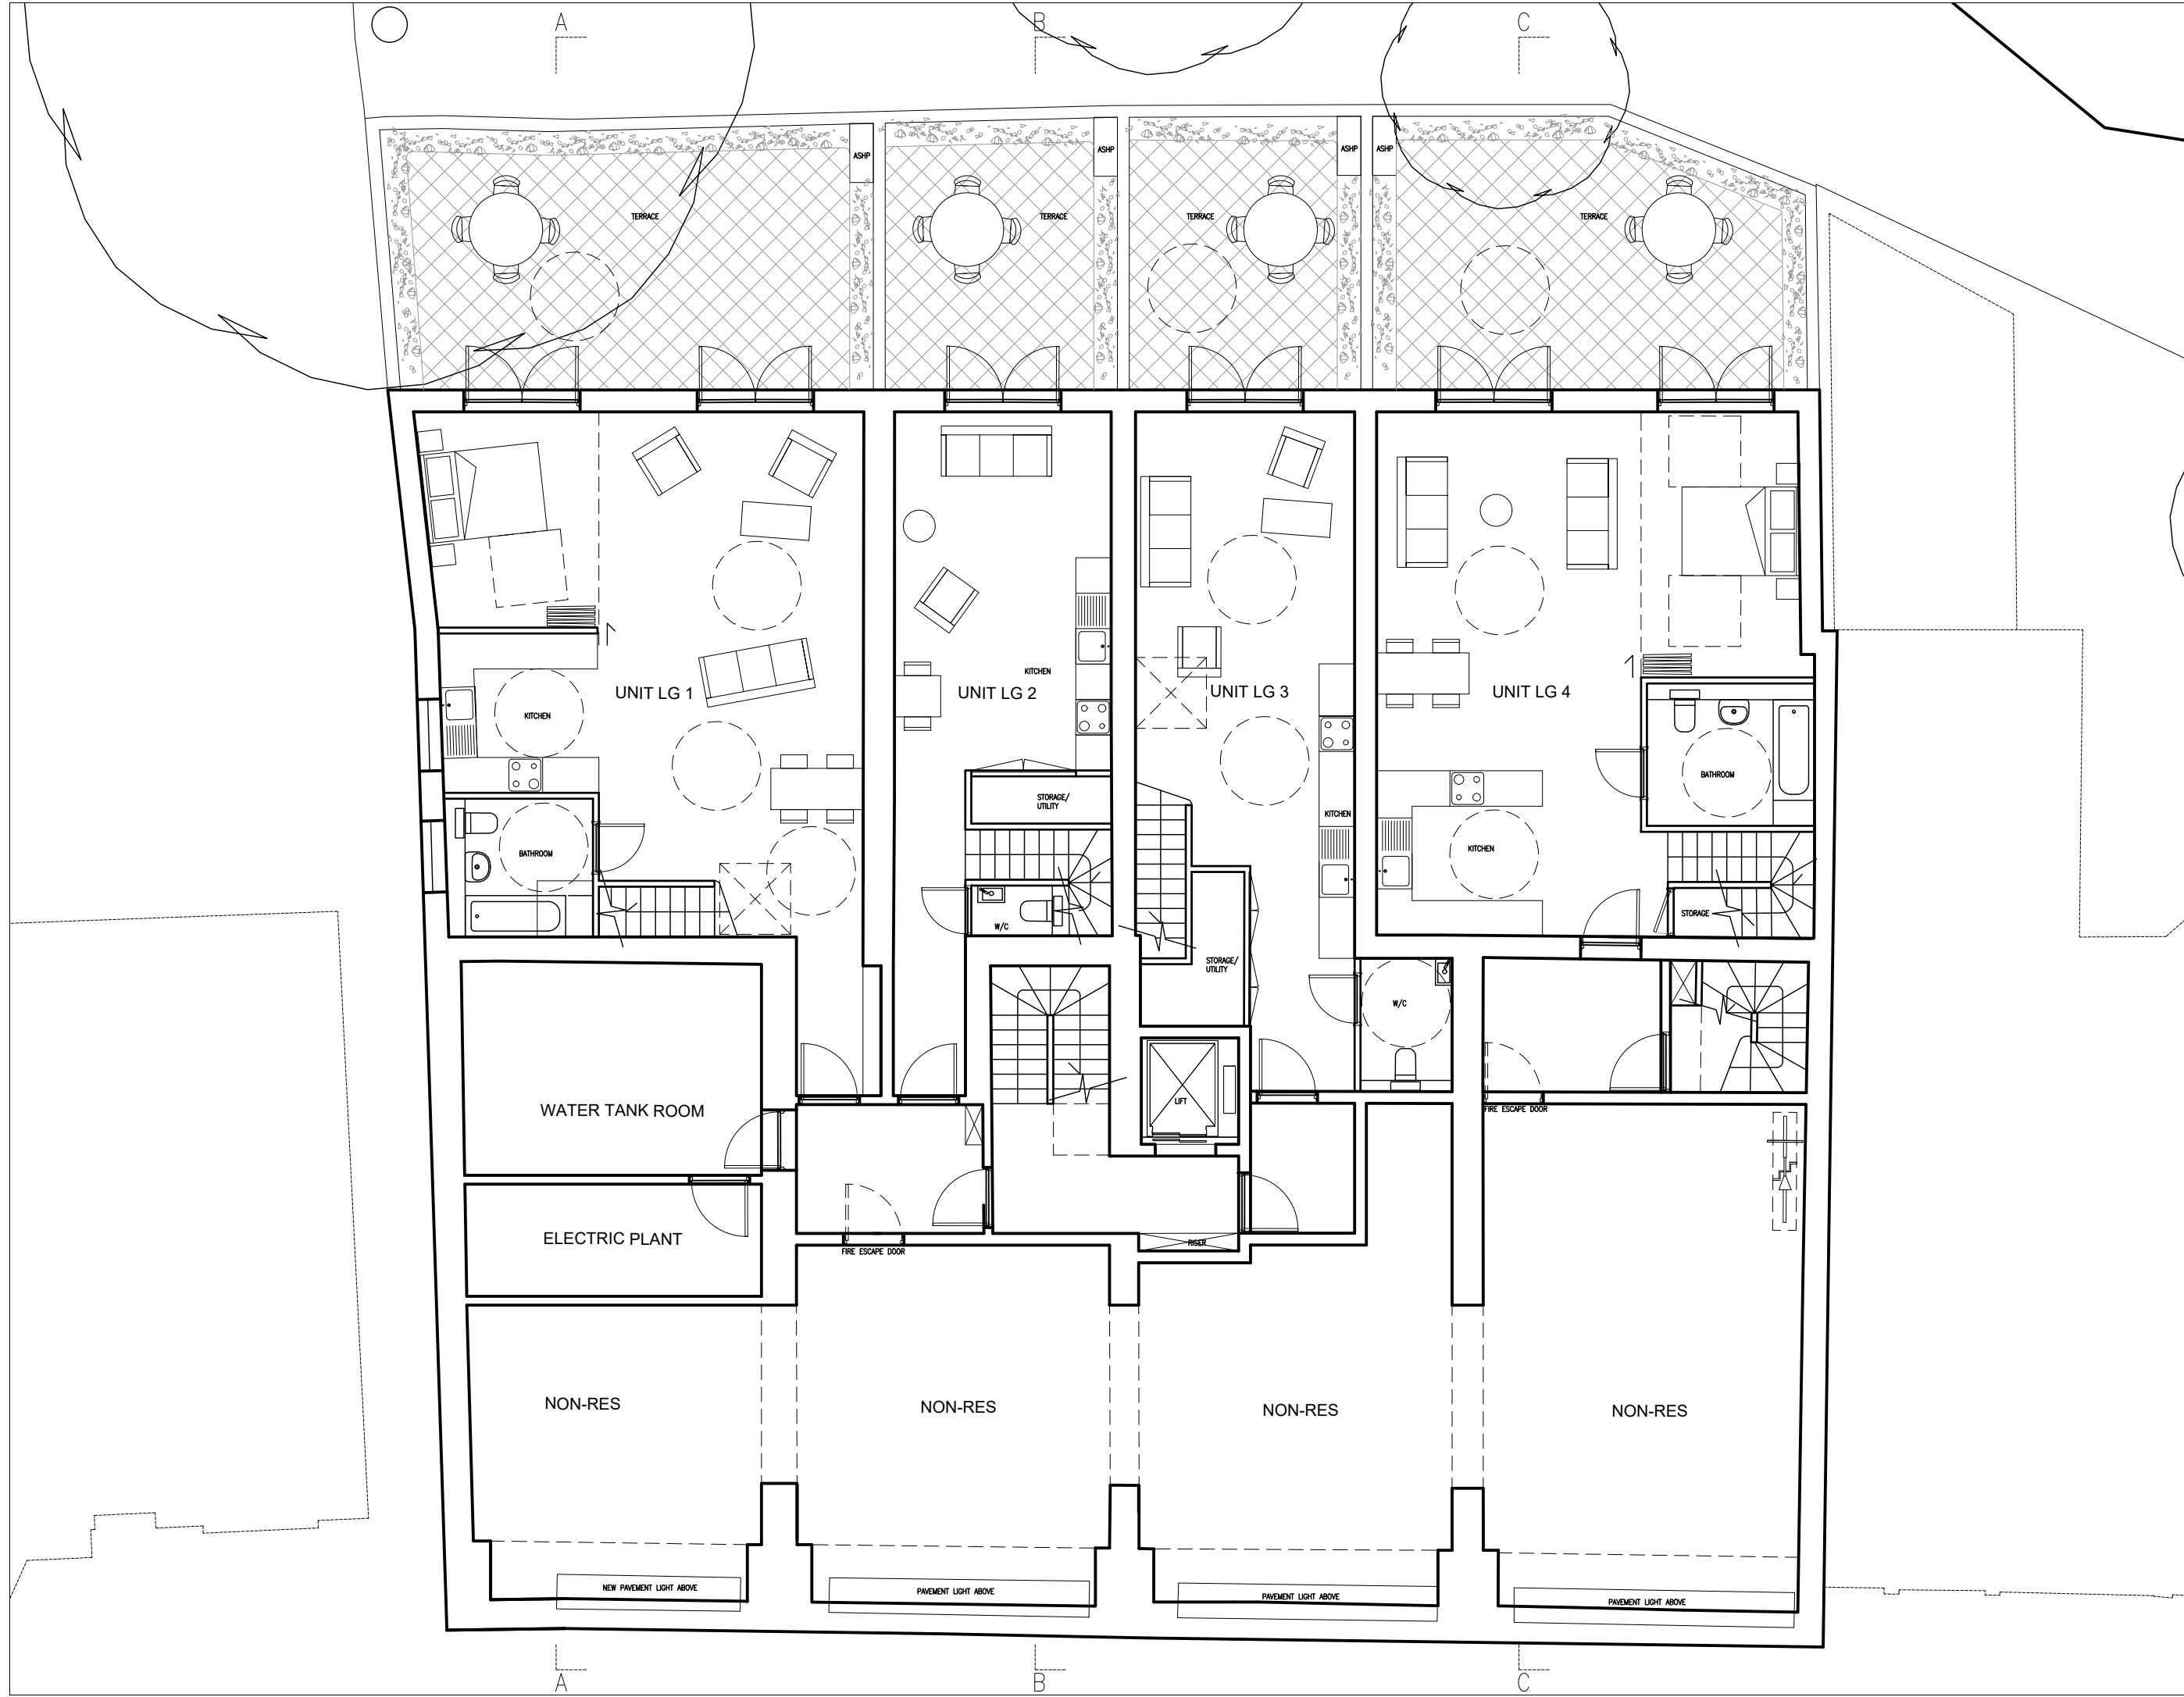 A
B
C
ASHP
ASHP
ASHP
ASHP
TERRACE
TERRACE
TERRACE
TERRACE
KITCHEN
UNIT LG 1
UNIT LG 2
UNIT LG 3
UNIT LG 4
KITCHEN
BATHROOM
STORAGE/
UTILITY
KITCHEN
KITCHEN
BATHROOM
STORAGE
W/C
STORAGE/
UTILITY
W/C
LIFT
WATER TANK ROOM
FIRE ESCAPE DOOR
ELECTRIC PLANT
FIRE ESCAPE DOOR
RISER
NON-RES
NON-RES
NON-RES
NON-RES
NEW PAVEMENT LIGHT ABOVE
PAVEMENT LIGHT ABOVE
PAVEMENT LIGHT ABOVE
PAVEMENT LIGHT ABOVE
A
B
C